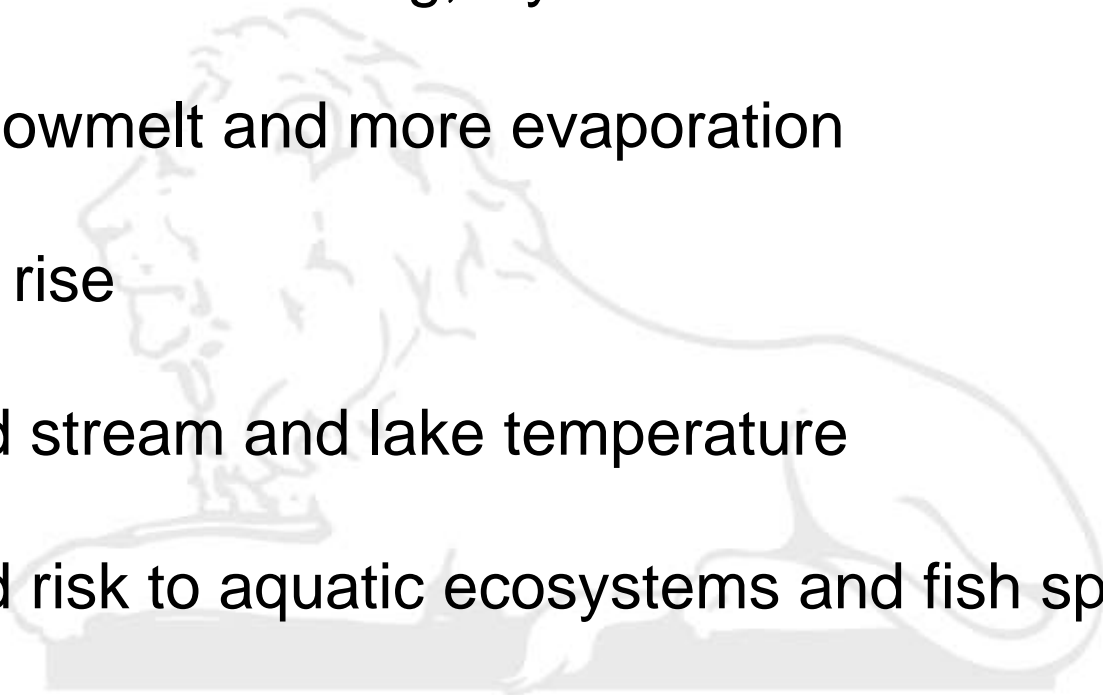 owmelt and more evaporation
rise
d stream and lake temperature
d risk to aquatic ecosystems and fish sp